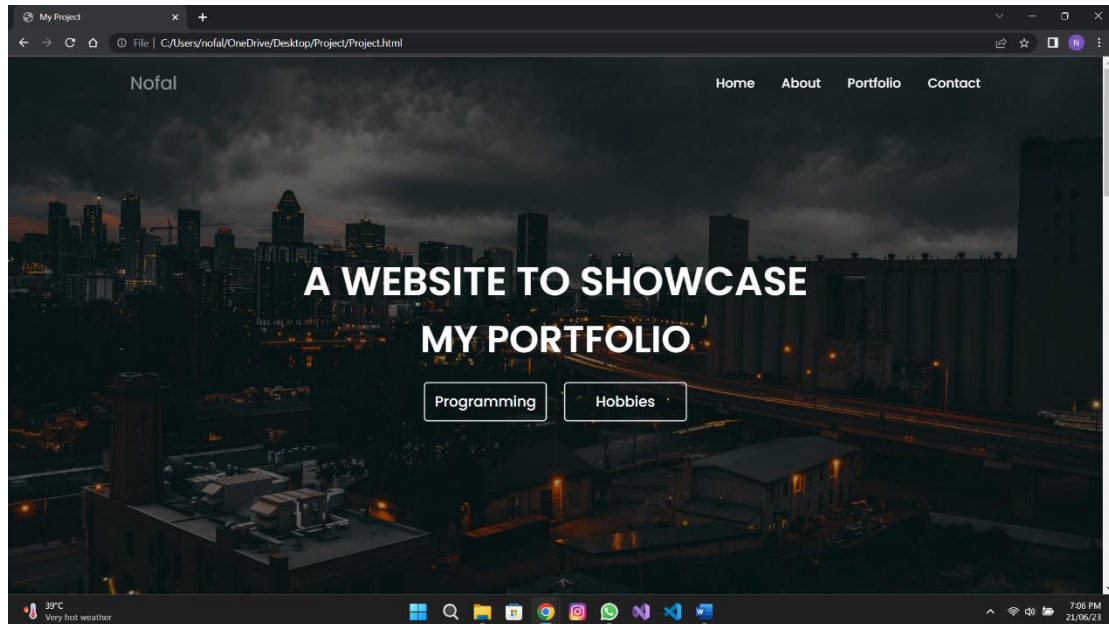 My Project
File | C:/Users/nofal/OneDrive/Desktop/Project/Project.html
N
Nofal
Home About Portfolio Contact
A WEBSITE TO SHOWCASE
MY PORTFOLIO
Programming Hobbies
39°C
Very hot weather
7:06 PM
21/06/23